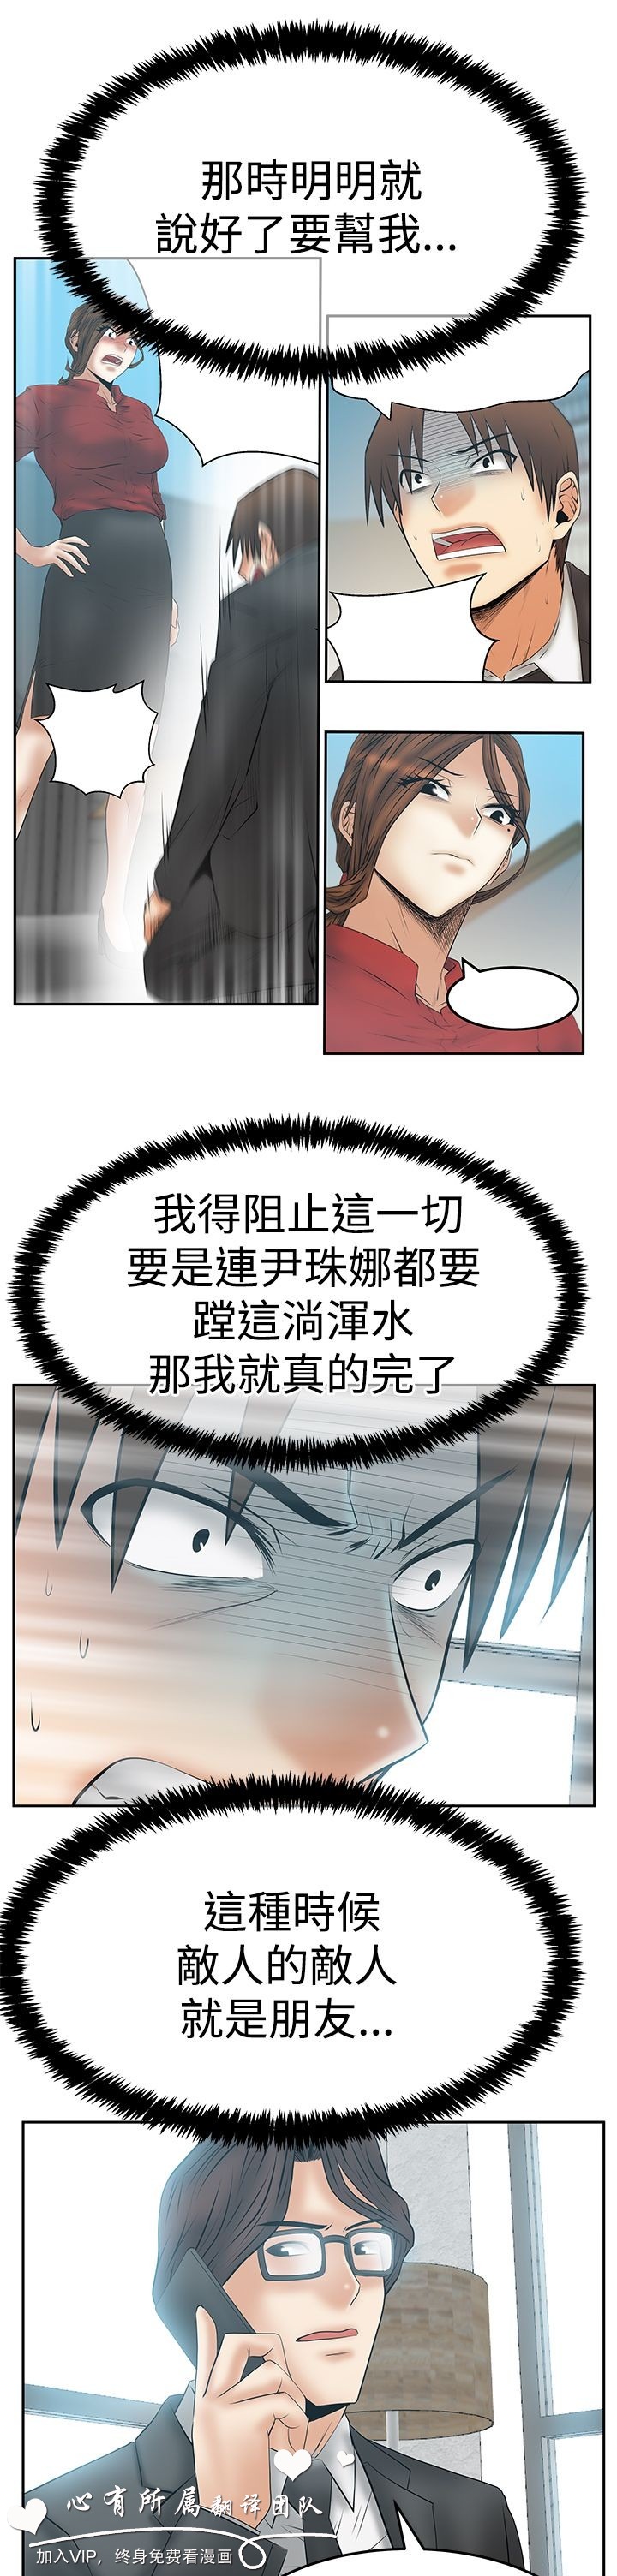 那時明明就
說好了要幫我...
我得阻止這一切
要是連尹珠娜都要
蹚這淌渾水
那我就真的完了
這種時候
敵人的敵人
就是朋友...
心有所属翻译团队
加入VIP，终身免费看漫画